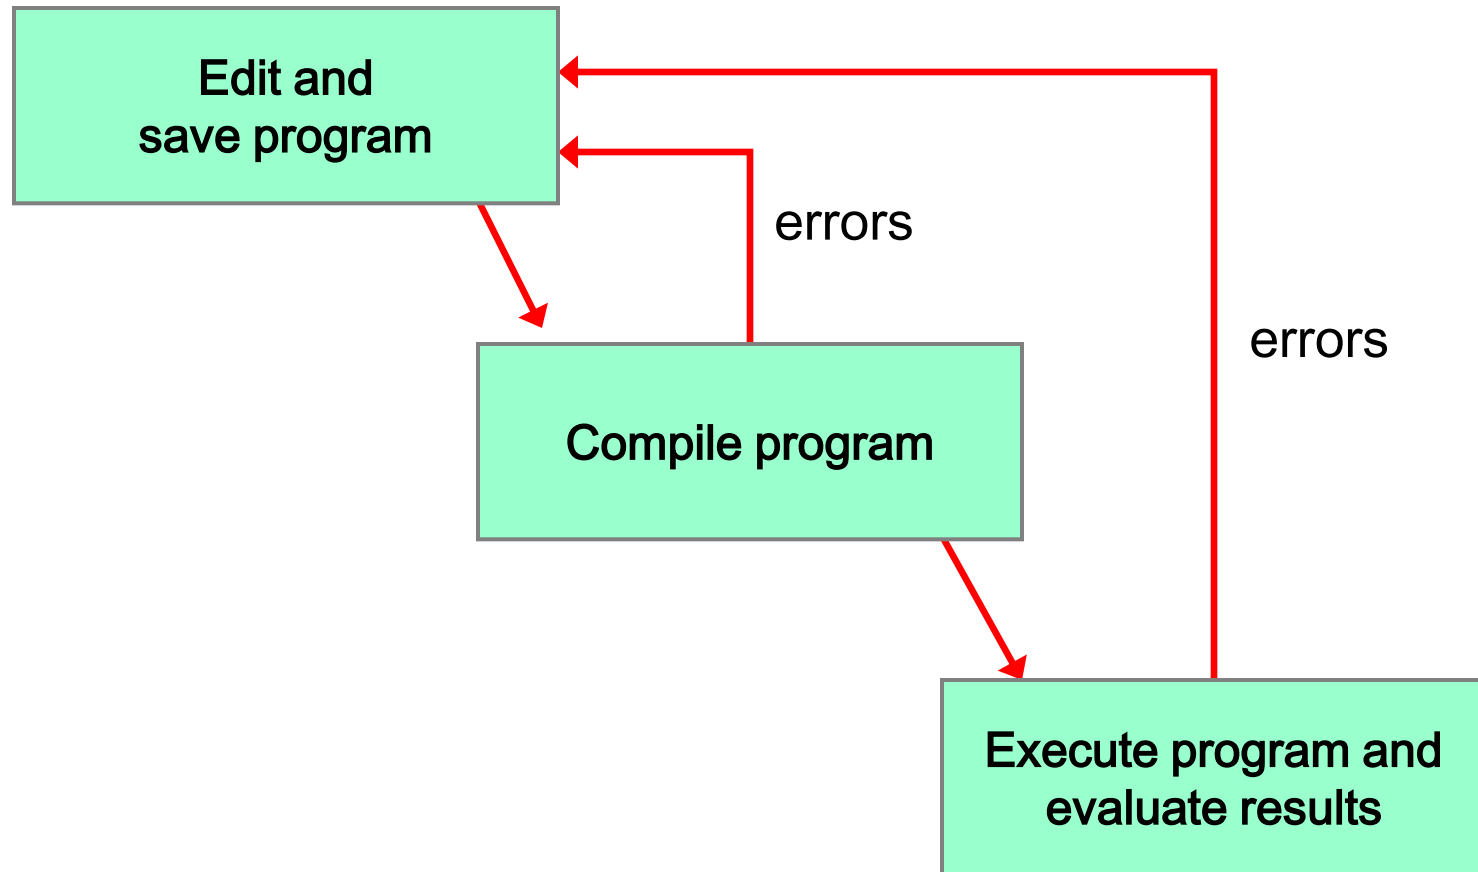 Edit and
save program
errors
errors
Compile program
Execute program and
evaluate results